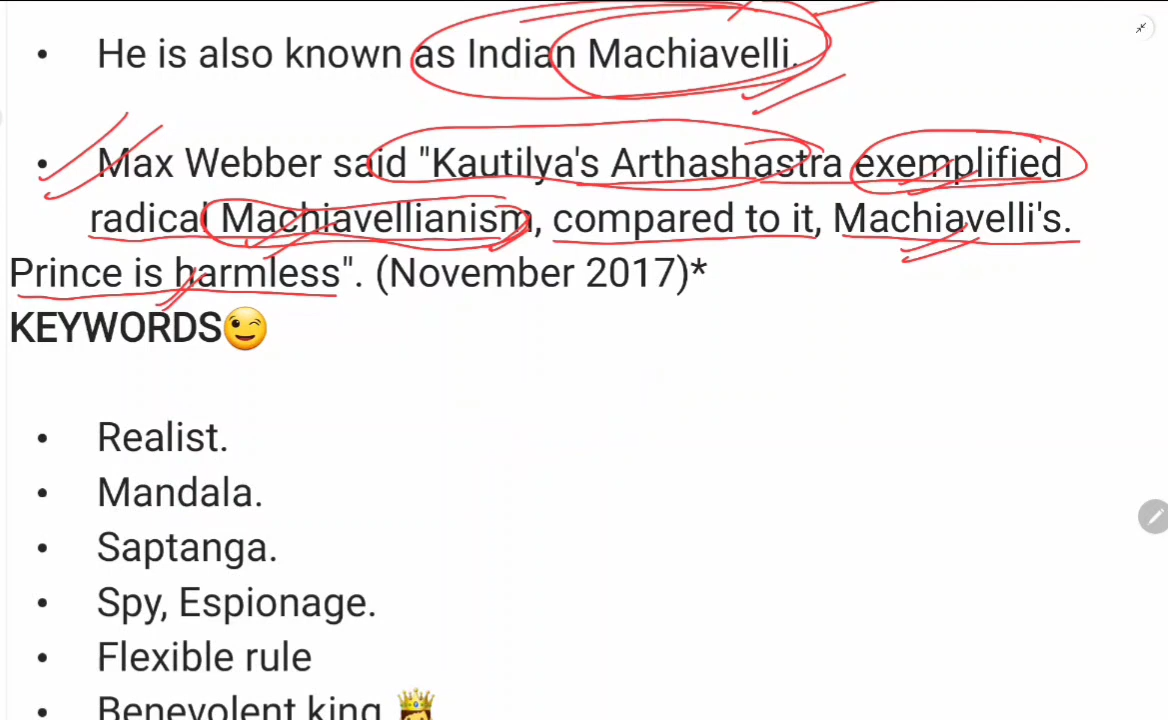 • He is also known as Indian Machiavelli.
• Max Webber said "Kautilya's Arthashastra exemplified
radical Machiavellianism, compared to it, Machiavelli's.
Prince is harmless". (November 2017)*
KEYWORDS😉
• Realist.
• Mandala.
• Saptanga.
• Spy, Espionage.
• Flexible rule
• Benevolent king